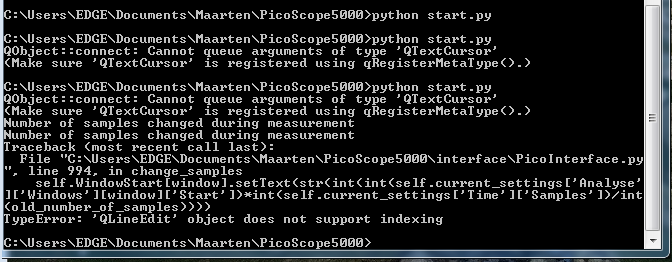 C:\Users\EDGE\Documents\Maarten\PicoScope5000>python start.py
C:\Users\EDGE\Documents\Maarten\PicoScope5000>python start.py
QObject::connect: Cannot queue arguments of type 'QTextCursor'
(Make sure 'QTextCursor' is registered using qRegisterMetaType().)
C:\Users\EDGE\Documents\Maarten\PicoScope5000>python start.py
QObject::connect: Cannot queue arguments of type 'QTextCursor'
(Make sure 'QTextCursor' is registered using qRegisterMetaType().)
Number of samples changed during measurement
Number of samples changed during measurement
Traceback (most recent call last):
  File "C:\Users\EDGE\Documents\Maarten\PicoScope5000\interface\PicoInterface.py
", line 994, in change_samples
    self.WindowStart[window].setText(str(int(int(self.current_settings['Analyse'
]['Windows'][window]['Start'])*int(self.current_settings['Time']['Samples'])/int
(old_number_of_samples))))
TypeError: 'QLineEdit' object does not support indexing
C:\Users\EDGE\Documents\Maarten\PicoScope5000>